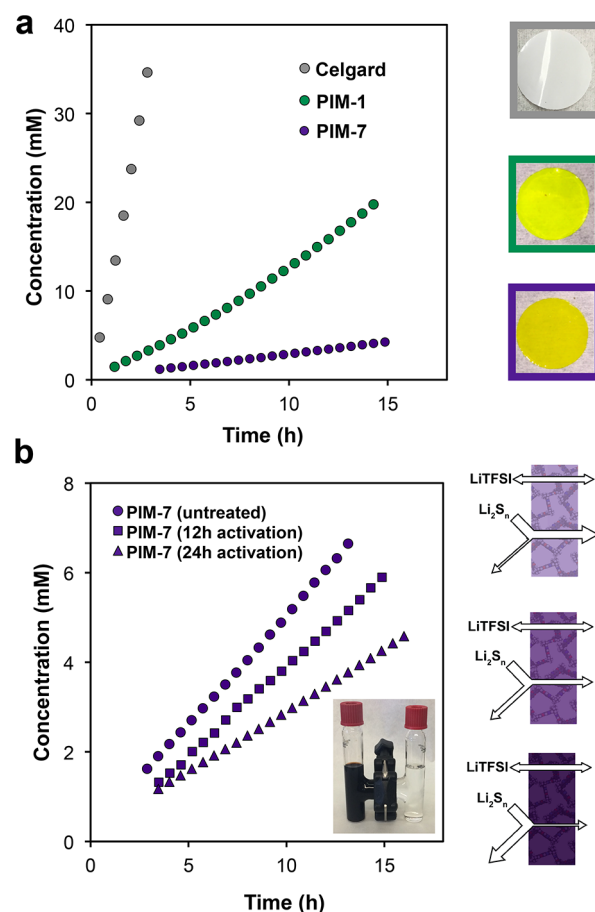 a
40
30
20
10
0
Concentration (mM)
Celgard
PIM-1
PIM-7
0
5
10
15
Time (h)
b
8
6
4
2
0
Concentration (mM)
PIM-7 (untreated)
PIM-7 (12h activation)
PIM-7 (24h activation)
0
5
10
15
Time (h)
LiTFSI
Li₂Sₙ
LiTFSI
Li₂Sₙ
LiTFSI
Li₂Sₙ